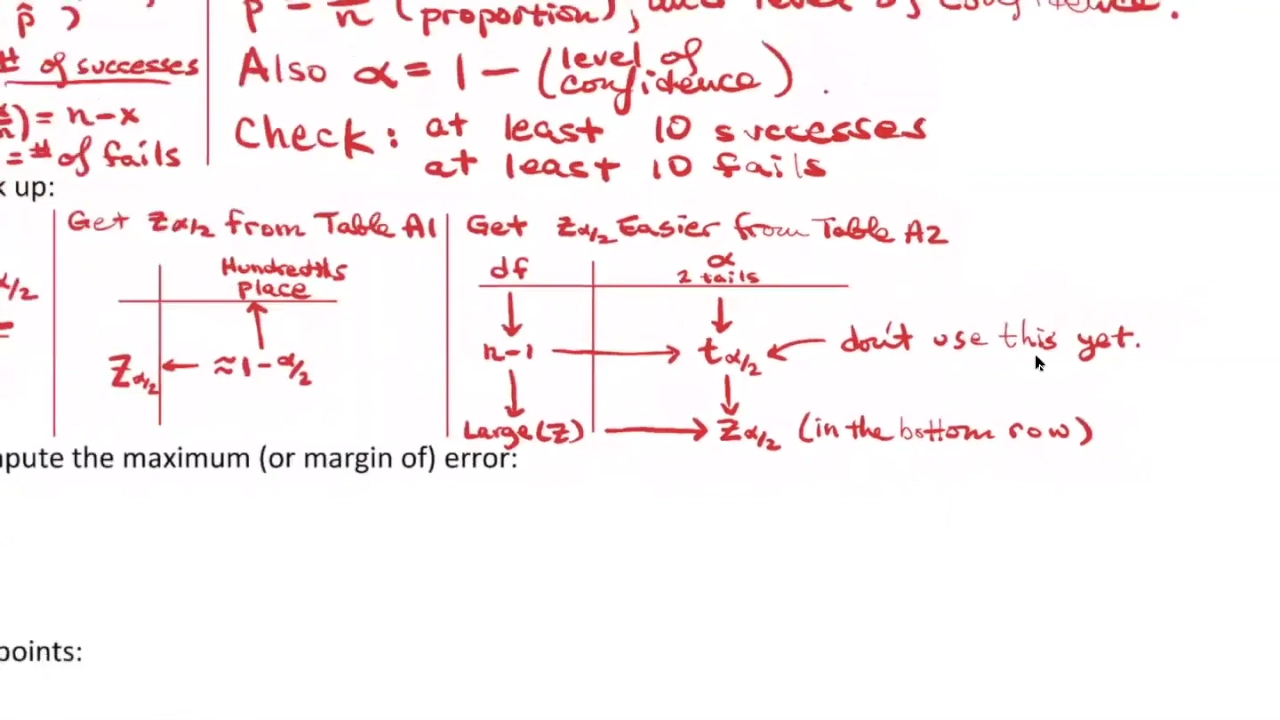 p̂ )
# of successes
) = n-x
= # of fails
p̂ = n (proportion), level of confidence.
Also α = 1 - (level of confidence).
Check: at least 10 successes
at least 10 fails
k up:
α/2
=
Get Zα/2 from Table A1
Hundredths
place
Zα/2 ← ≈1-α/2
Get Zα/2 Easier from Table A2
df α
2 tails
n-1 → tα/2 ← don't use this yet.
Large(Z) → Zα/2 (in the bottom row)
mpute the maximum (or margin of) error:
points: